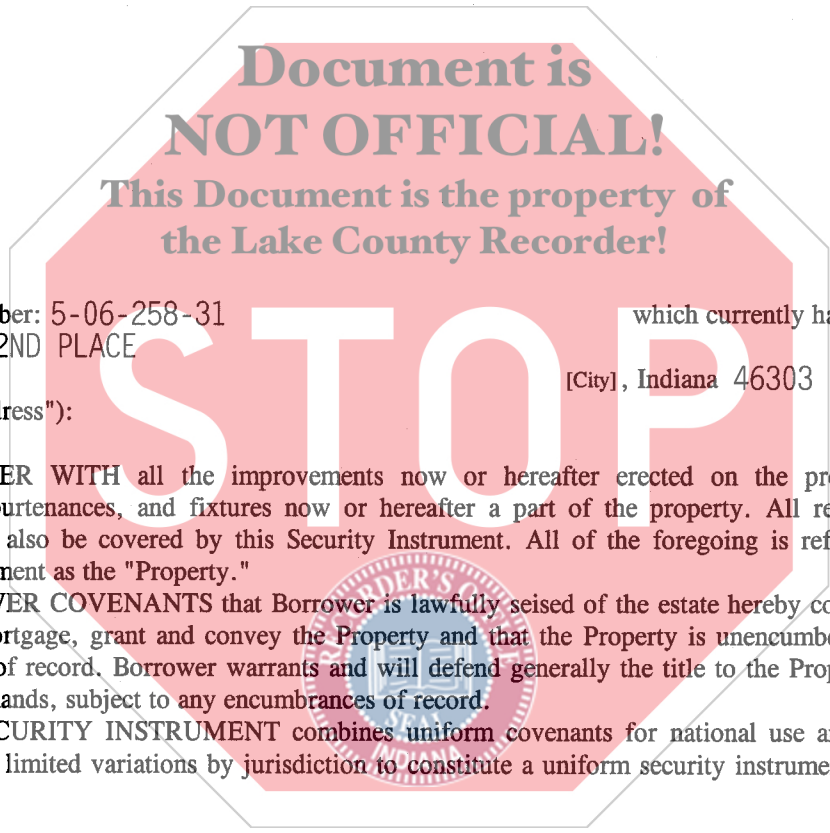 Document is
NOT OFFICIAL!
This Document is the property of
the Lake County Recorder!
STOP
ber: 5-06-258-31 which currently ha
2ND PLACE
[City], Indiana 46303
ress"):
ER WITH all the improvements now or hereafter erected on the pr
urtenances, and fixtures now or hereafter a part of the property. All re
also be covered by this Security Instrument. All of the foregoing is ref
ment as the "Property."
VER COVENANTS that Borrower is lawfully seised of the estate hereby co
ortgage, grant and convey the Property and that the Property is unencumbe
of record. Borrower warrants and will defend generally the title to the Prop
ands, subject to any encumbrances of record.
CURITY INSTRUMENT combines uniform covenants for national use a
limited variations by jurisdiction to constitute a uniform security instrume
RECORDER'S OFFICE
SEAL
INDIANA